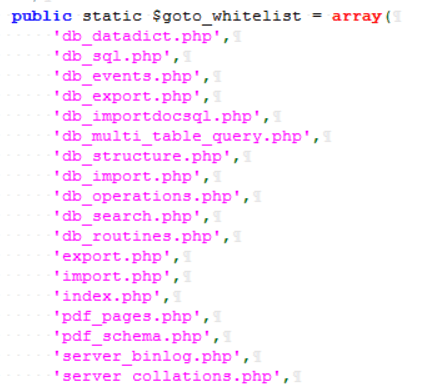 public static $goto_whitelist = array(¶
'db_datadict.php',¶
'db_sql.php',¶
'db_events.php',¶
'db_export.php',¶
'db_importdocsql.php',¶
'db_multi_table_query.php',¶
'db_structure.php',¶
'db_import.php',¶
'db_operations.php',¶
'db_search.php',¶
'db_routines.php',¶
'export.php',¶
'import.php',¶
'index.php',¶
'pdf_pages.php',¶
'pdf_schema.php',¶
'server_binlog.php',¶
'server_collations.php',¶